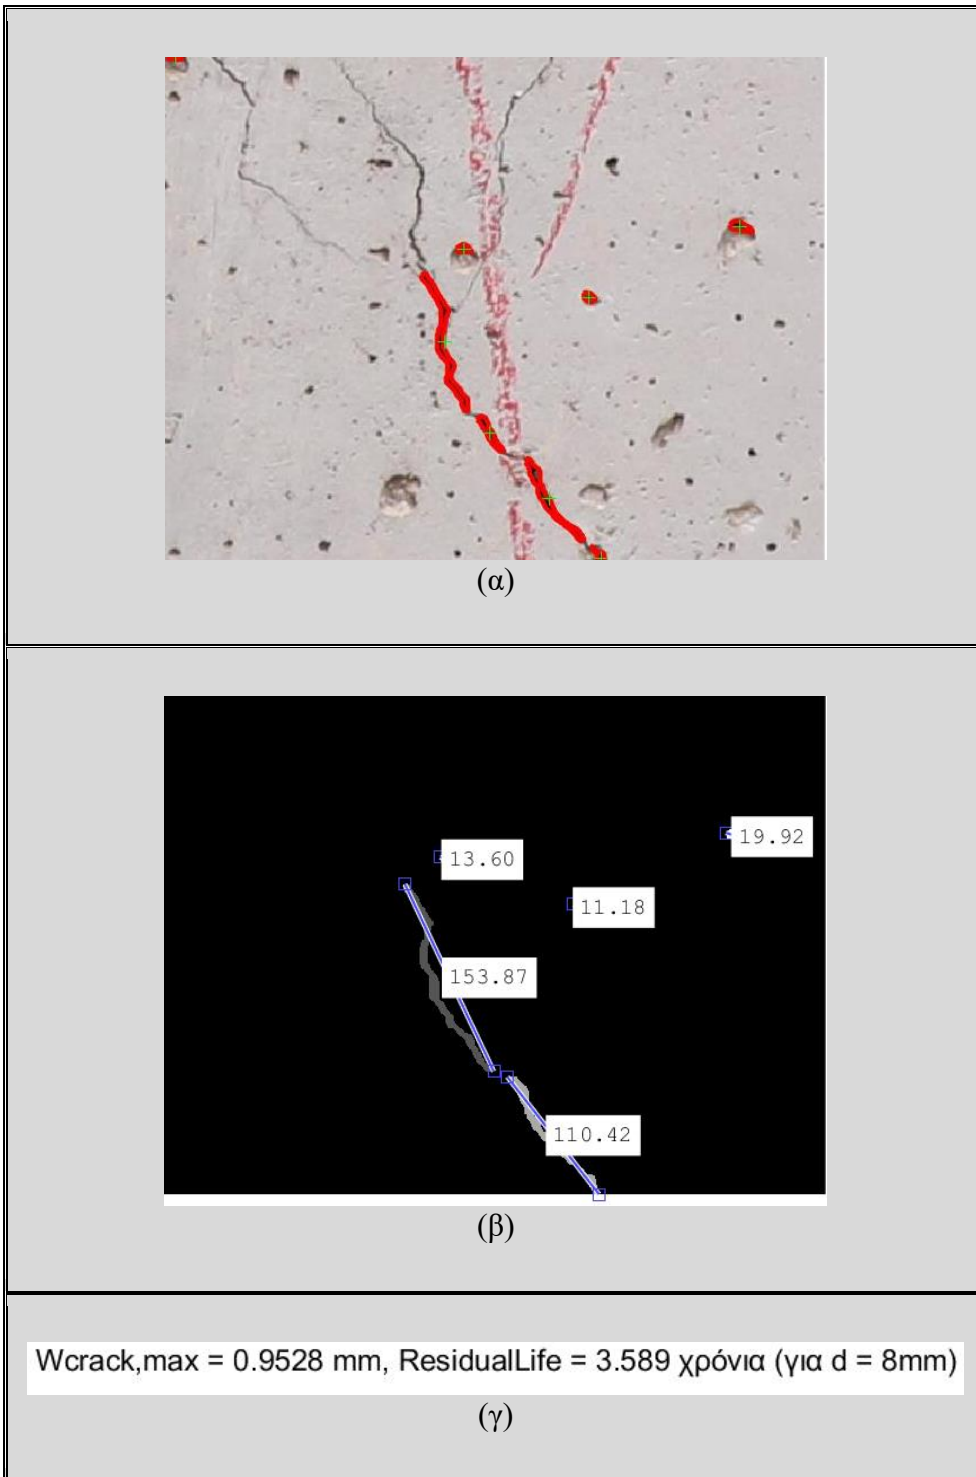 (α)
19.92
13.60
11.18
153.87
110.42
(β)
Wcrack,max = 0.9528 mm, ResidualLife = 3.589 χρόνια (για d = 8mm)
(γ)